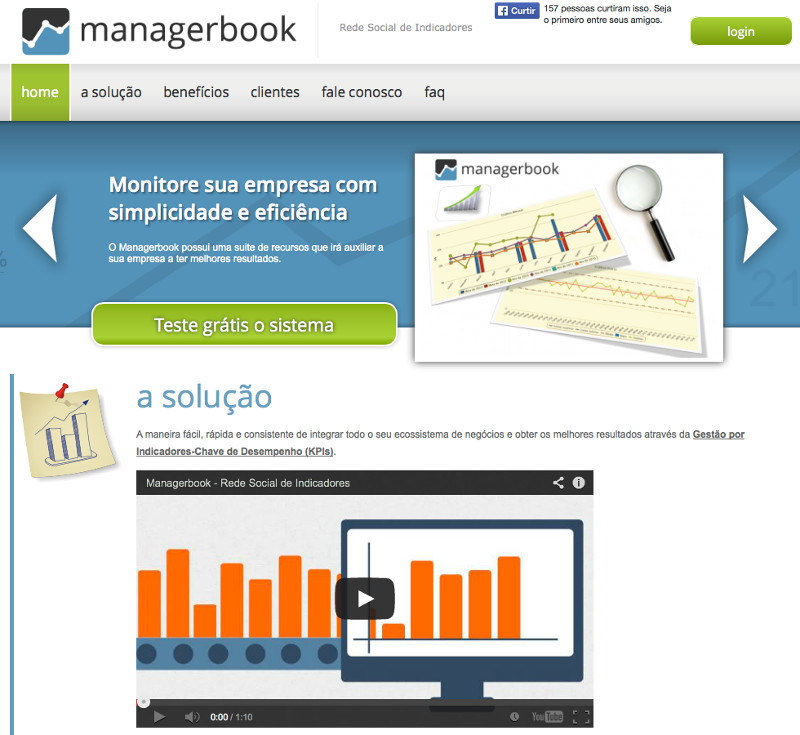 managerbook
Rede Social de Indicadores
Curtir
157 pessoas curtiram isso. Seja
o primeiro entre seus amigos.
login
home
a solução
benefícios
clientes
fale conosco
faq
Monitore sua empresa com
simplicidade e eficiência
O Managerbook possui uma suite de recursos que irá auxiliar a
sua empresa a ter melhores resultados.
Teste grátis o sistema
managerbook
%
21
a solução
A maneira fácil, rápida e consistente de integrar todo o seu ecossistema de negócios e obter os melhores resultados através da Gestão por
Indicadores-Chave de Desempenho (KPIs).
Managerbook - Rede Social de Indicadores
0:00 / 1:10
YouTube